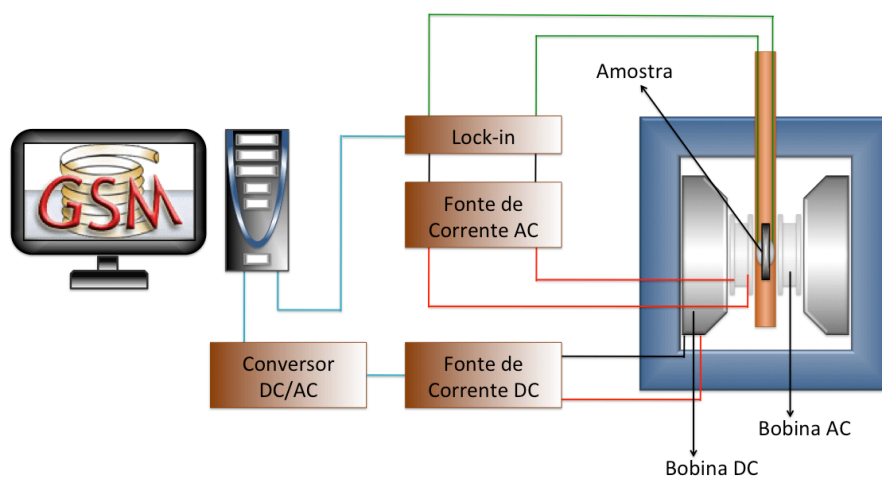 Amostra
Lock-in
GSM
Fonte de
Corrente AC
Conversor
DC/AC
Fonte de
Corrente DC
Bobina AC
Bobina DC